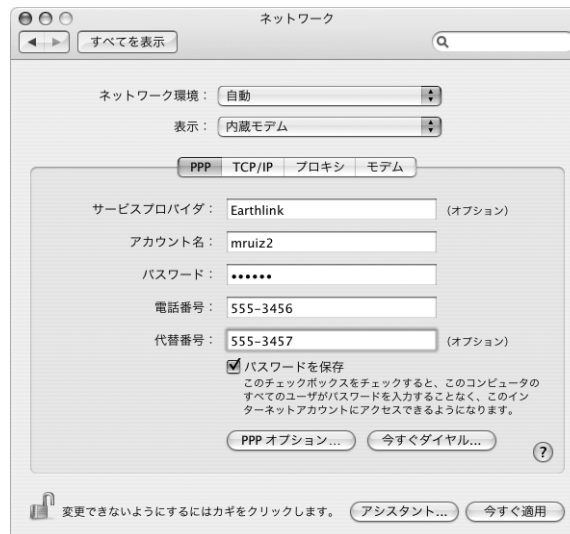 ネットワーク
すべてを表示
ネットワーク環境： 自動
表示： 内蔵モデム
PPP TCP/IP プロキシ モデム
サービスプロバイダ： Earthlink (オプション)
アカウント名： mruiz2
パスワード： ••••••
電話番号： 555-3456
代替番号： 555-3457 (オプション)
パスワードを保存
このチェックボックスをチェックすると、このコンピュータの
すべてのユーザがパスワードを入力することなく、このイン
ターネットアカウントにアクセスできるようになります。
PPP オプション... 今すぐダイヤル...
?
変更できないようにするにはカギをクリックします。 アシスタント... 今すぐ適用